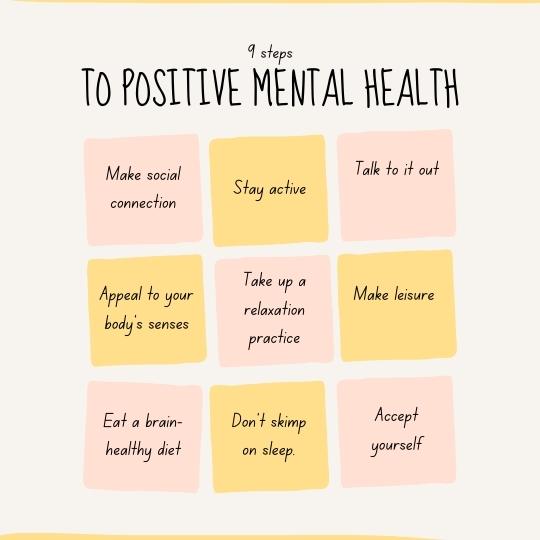 9 steps
TO POSITIVE MENTAL HEALTH
Make social
connection
Stay active
Talk to it out
Appeal to your
body's senses
Take up a
relaxation
practice
Make leisure
Eat a brain-
healthy diet
Don't skimp
on sleep.
Accept
yourself